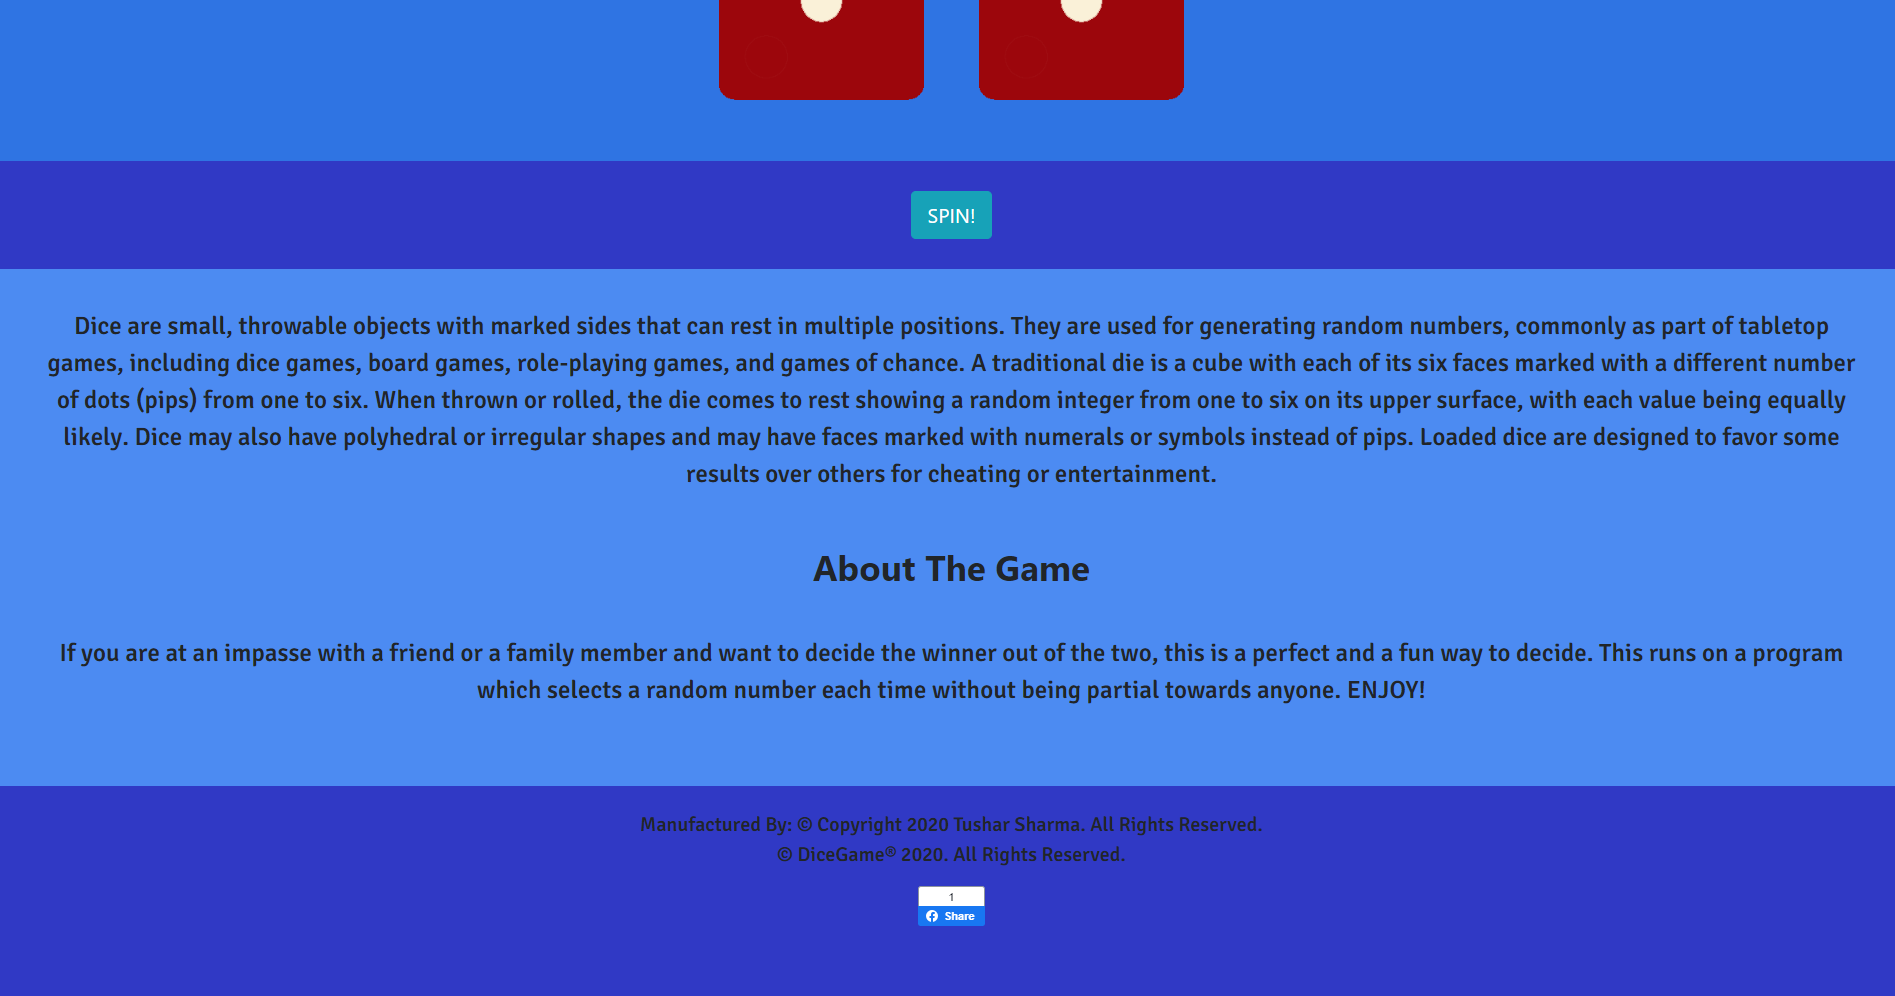 SPIN!
Dice are small, throwable objects with marked sides that can rest in multiple positions. They are used for generating random numbers, commonly as part of tabletop
games, including dice games, board games, role-playing games, and games of chance. A traditional die is a cube with each of its six faces marked with a different number
of dots (pips) from one to six. When thrown or rolled, the die comes to rest showing a random integer from one to six on its upper surface, with each value being equally
likely. Dice may also have polyhedral or irregular shapes and may have faces marked with numerals or symbols instead of pips. Loaded dice are designed to favor some
results over others for cheating or entertainment.
About The Game
If you are at an impasse with a friend or a family member and want to decide the winner out of the two, this is a perfect and a fun way to decide. This runs on a program
which selects a random number each time without being partial towards anyone. ENJOY!
Manufactured By: © Copyright 2020 Tushar Sharma. All Rights Reserved.
© DiceGame® 2020. All Rights Reserved.
1
Share